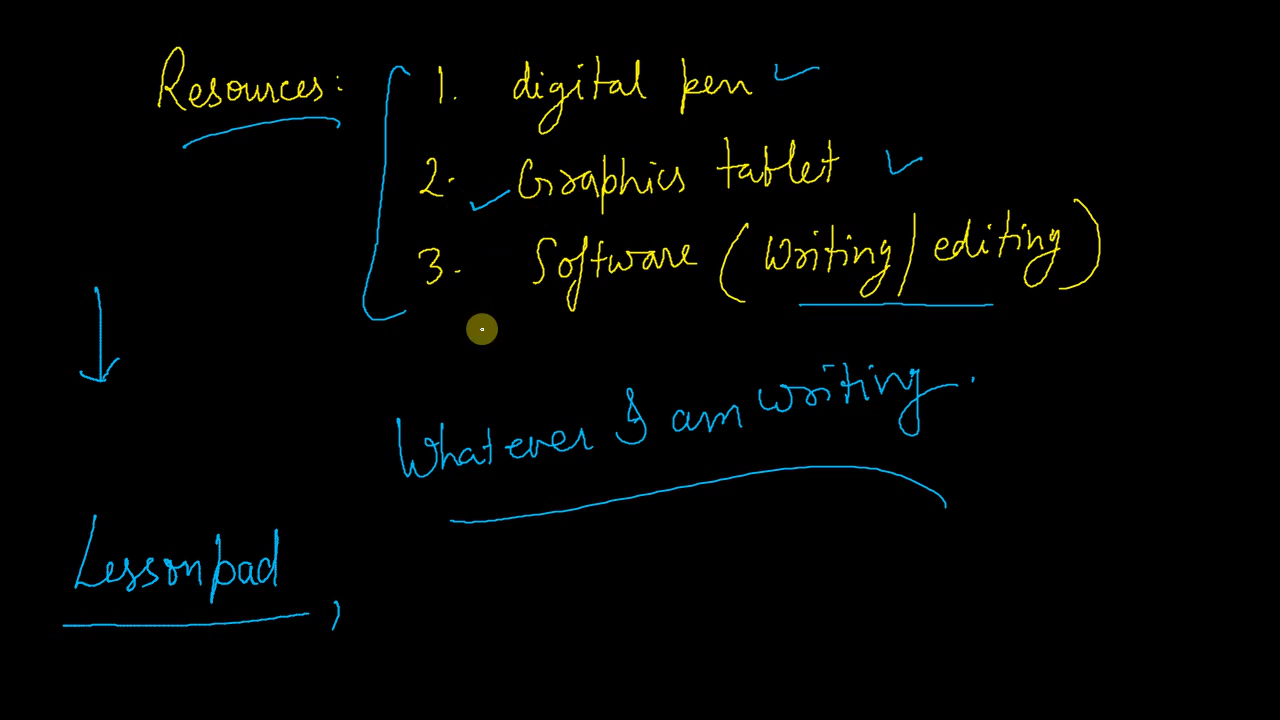 Resources: 1. digital pen
2. Graphics tablet
3. Software (Writing/editing)
Whatever I am writing.
Lessonpad,